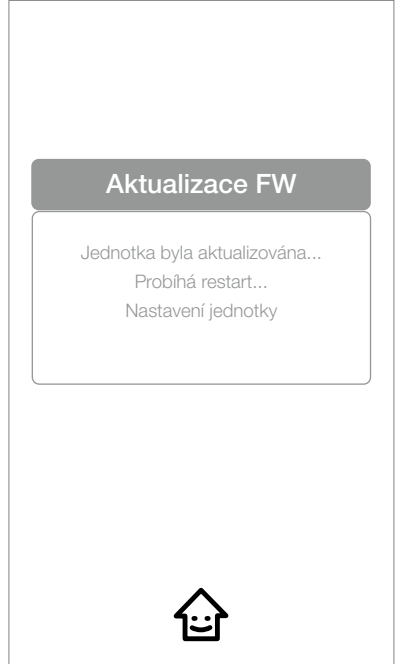 Aktualizace FW
Jednotka byla aktualizována...
Probíhá restart...
Nastavení jednotky